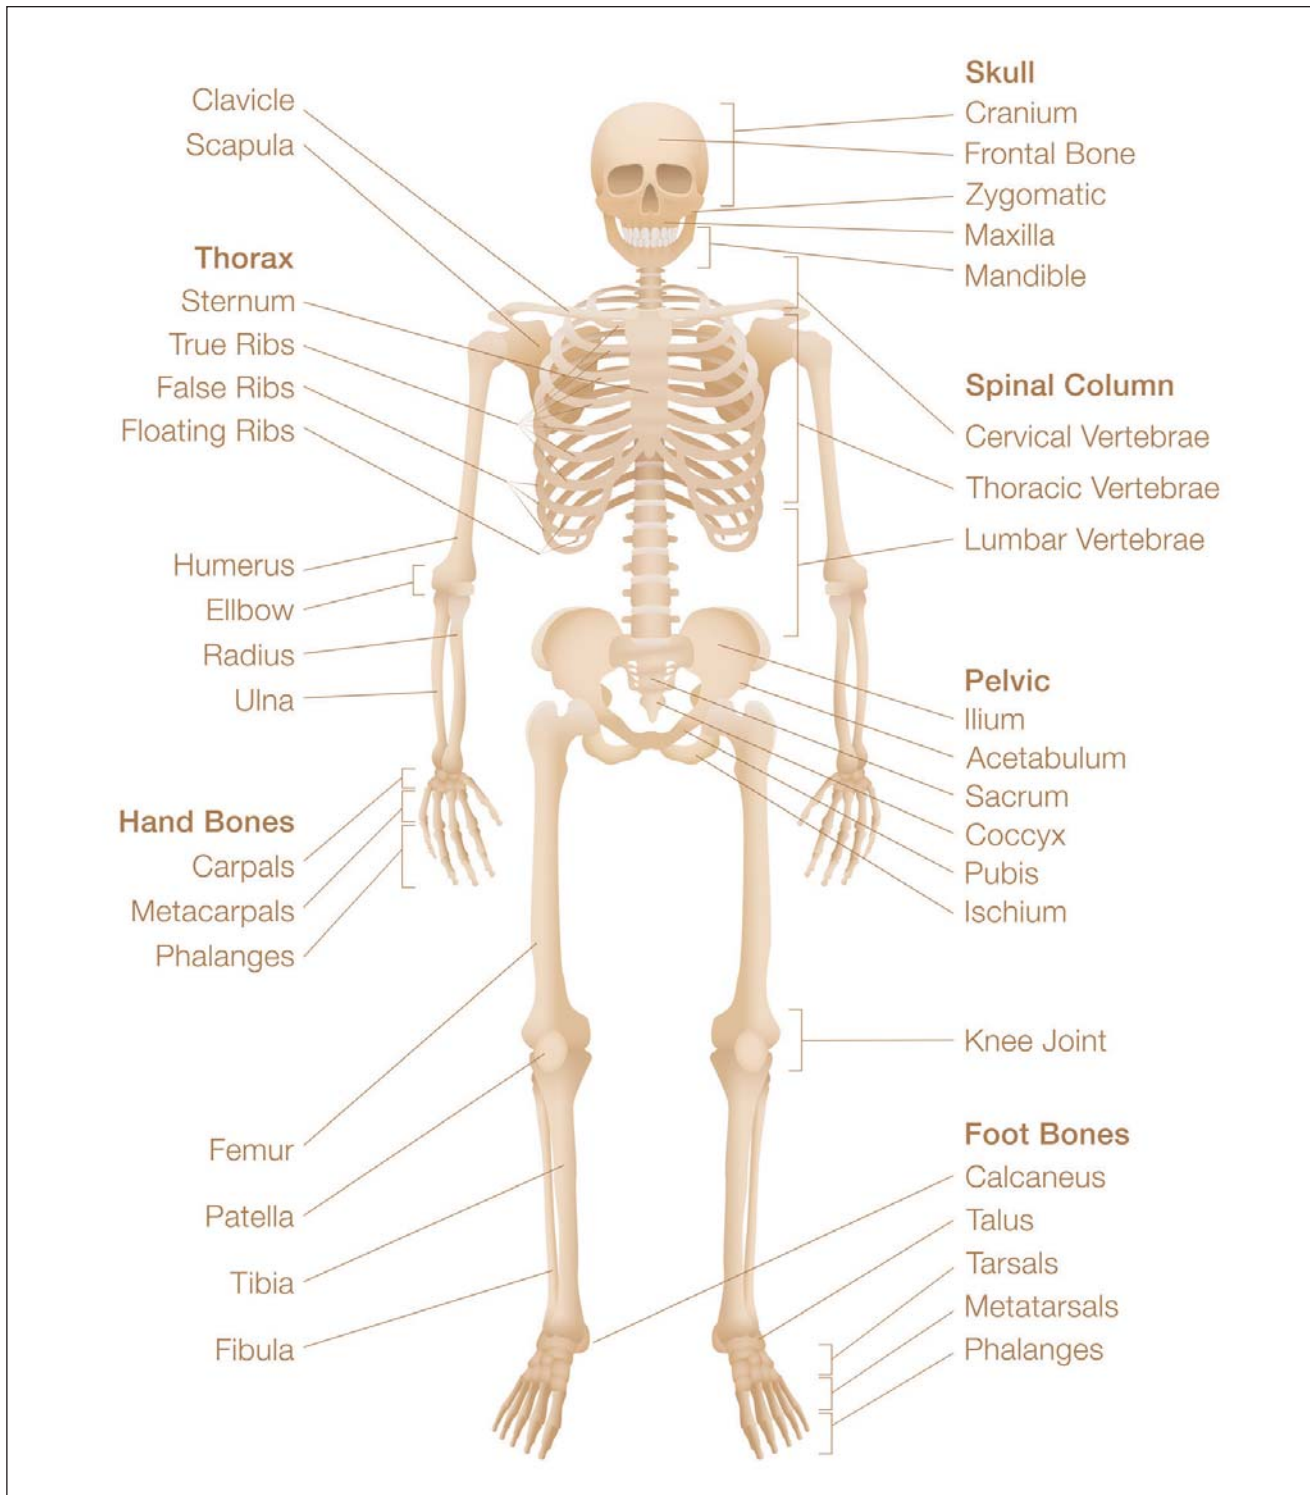 Clavicle
Scapula
Thorax
Sternum
True Ribs
False Ribs
Floating Ribs
Humerus
Ellbow
Radius
Ulna
Hand Bones
Carpals
Metacarpals
Phalanges
Femur
Patella
Tibia
Fibula
Skull
Cranium
Frontal Bone
Zygomatic
Maxilla
Mandible
Spinal Column
Cervical Vertebrae
Thoracic Vertebrae
Lumbar Vertebrae
Pelvic
Ilium
Acetabulum
Sacrum
Coccyx
Pubis
Ischium
Knee Joint
Foot Bones
Calcaneus
Talus
Tarsals
Metatarsals
Phalanges